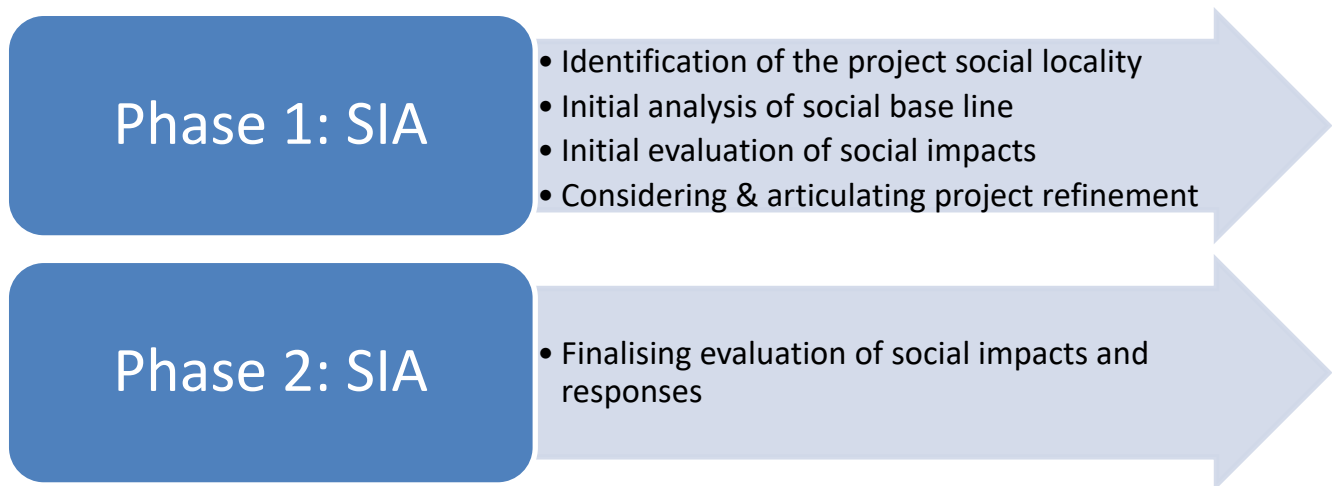 Phase 1: SIA
• Identification of the project social locality
• Initial analysis of social base line
• Initial evaluation of social impacts
• Considering & articulating project refinement
Phase 2: SIA
• Finalising evaluation of social impacts and
responses